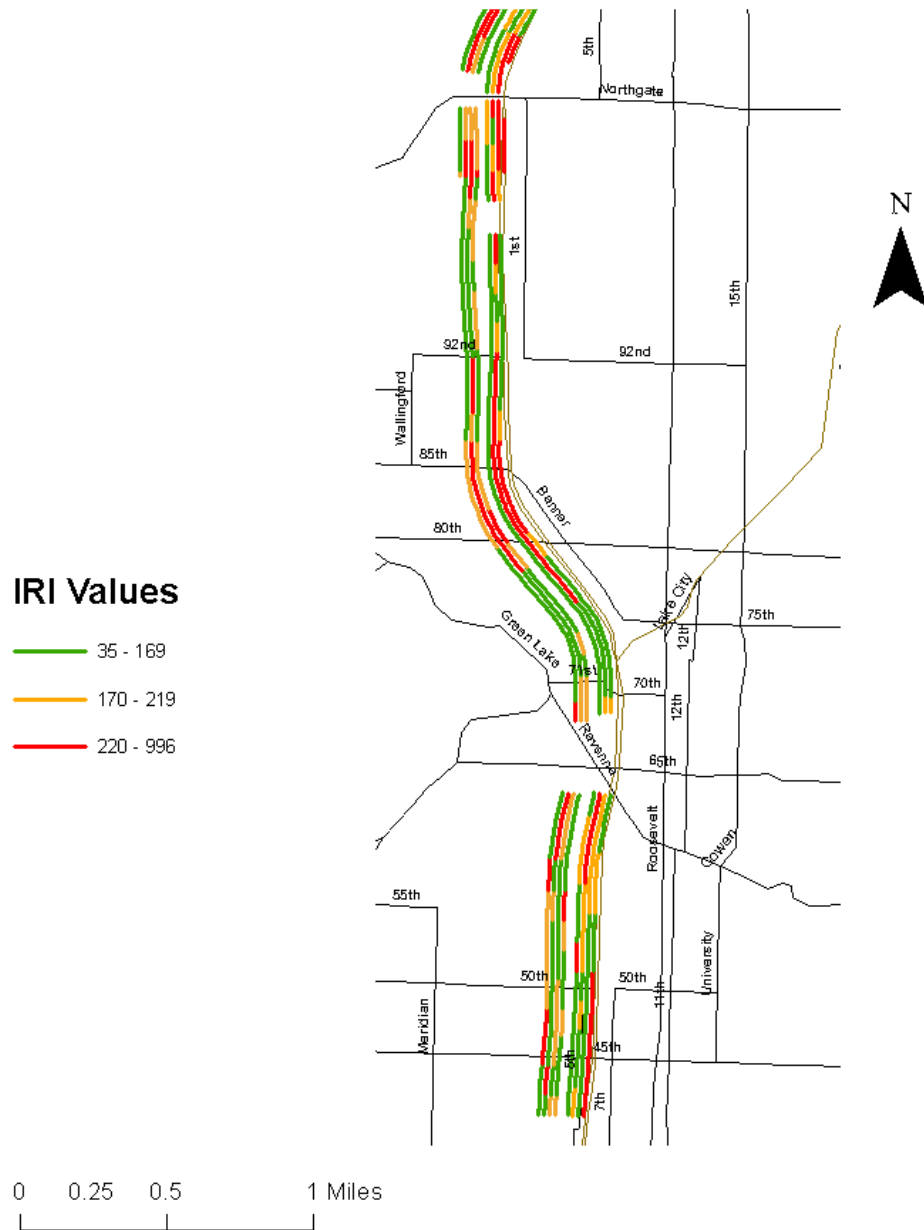 5th
Northgate
N
1st
15th
92nd
92nd
Wallingford
85th
Banner
80th
IRI Values
Lake City
75th
Green Lake
12th
35 - 169
71st
70th
170 - 219
12th
Ravenna
220 - 996
65th
Roosevelt
Cowen
55th
University
50th
50th
11th
Meridian
45th
5th
7th
0 0.25 0.5 1 Miles